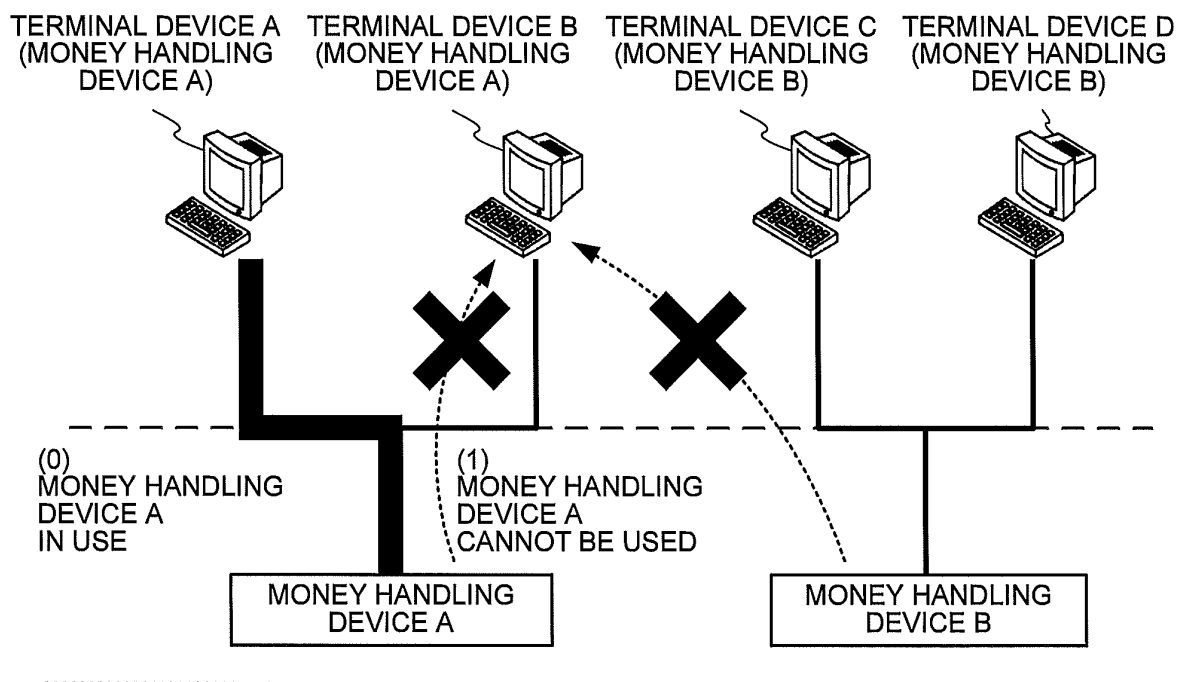 TERMINAL DEVICE A
(MONEY HANDLING
DEVICE A)
TERMINAL DEVICE B
(MONEY HANDLING
DEVICE A)
TERMINAL DEVICE C
(MONEY HANDLING
DEVICE B)
TERMINAL DEVICE D
(MONEY HANDLING
DEVICE B)
(0)
MONEY HANDLING
DEVICE A
IN USE
(1)
MONEY HANDLING
DEVICE A
CANNOT BE USED
MONEY HANDLING
DEVICE A
MONEY HANDLING
DEVICE B